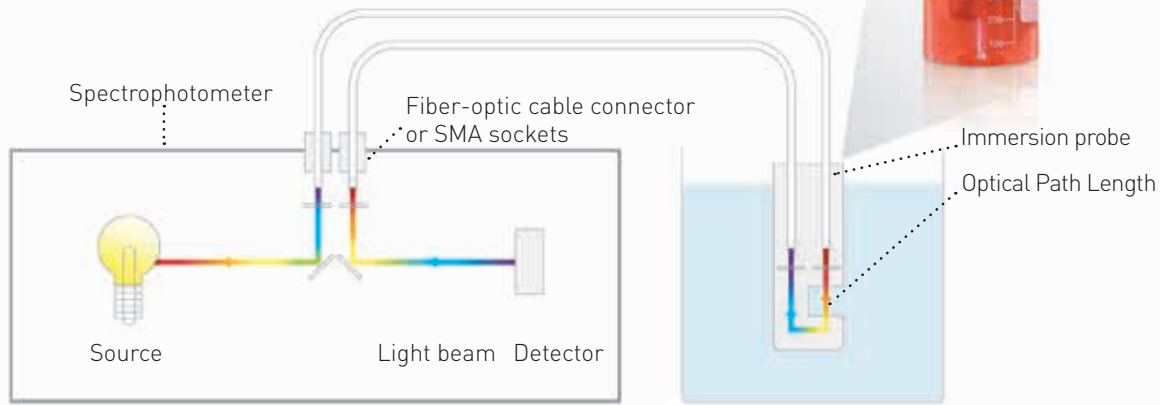 Spectrophotometer
Fiber-optic cable connector
or SMA sockets
Immersion probe
Optical Path Length
Source
Light beam
Detector